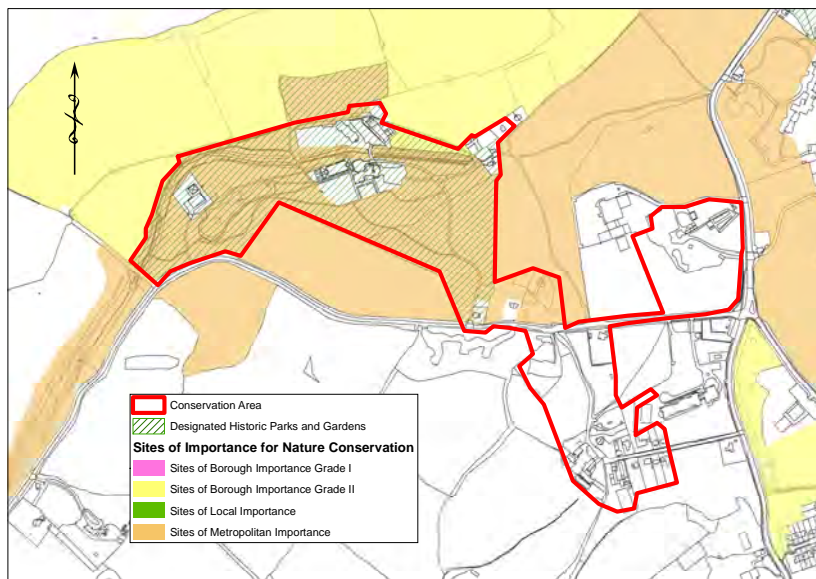 Conservation Area
Designated Historic Parks and Gardens
Sites of Importance for Nature Conservation
Sites of Borough Importance Grade I
Sites of Borough Importance Grade II
Sites of Local Importance
Sites of Metropolitan Importance